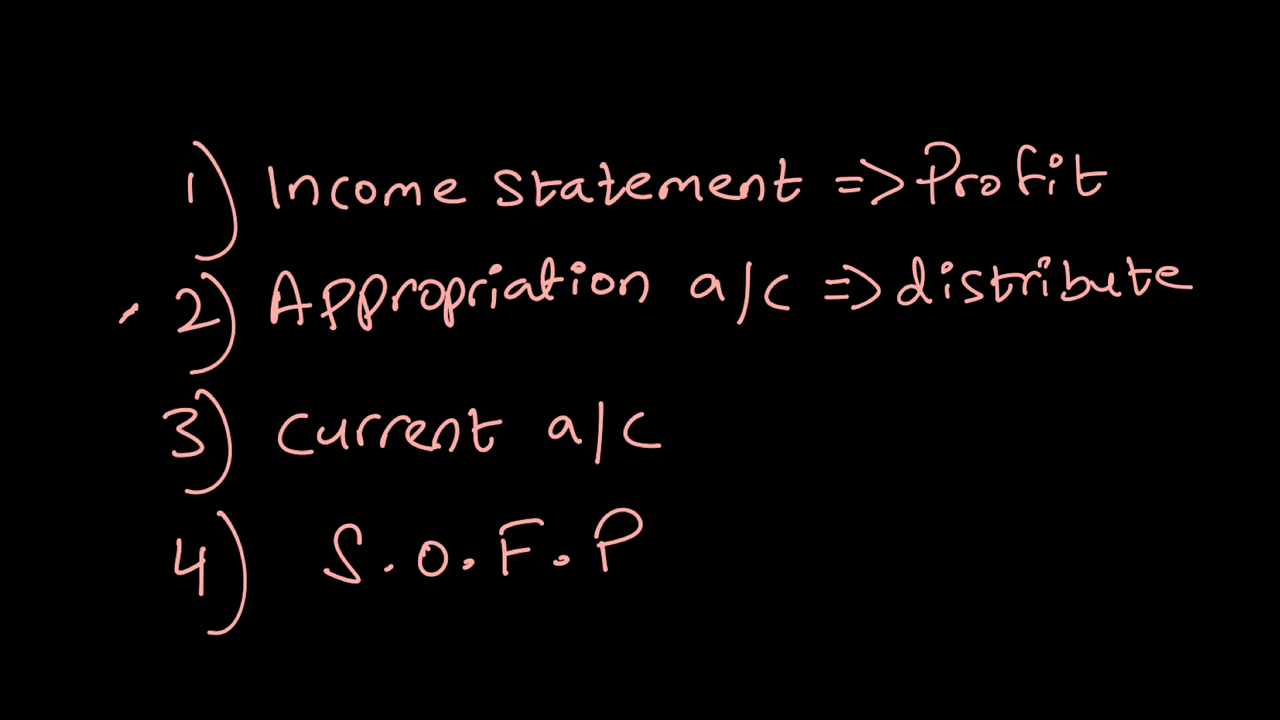 1) Income statement => Profit
2) Appropriation a/c => distribute
3) current a/c
4) S.O.F.P